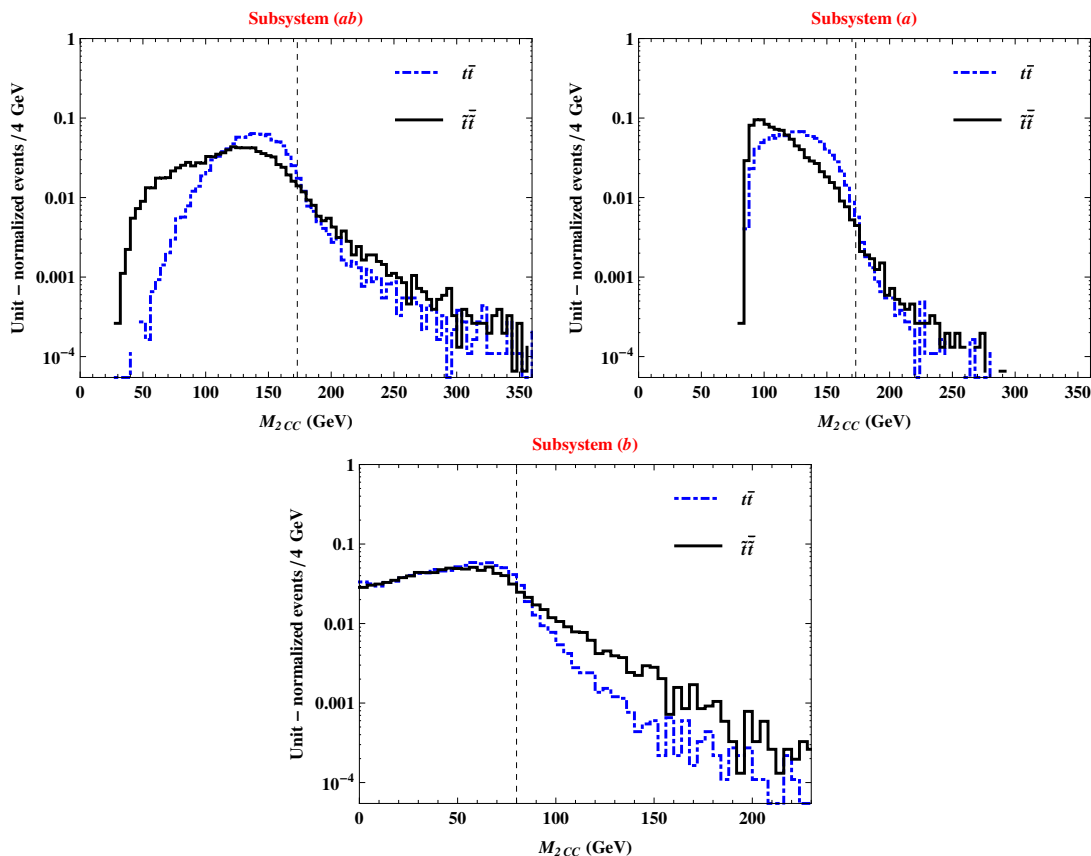 Subsystem (ab)
Unit − normalized events / 4 GeV
1
0.1
0.01
0.001
10⁻⁴
tt̄
t̃t̃̄
0 50 100 150 200 250 300 350
M₂CC (GeV)
Subsystem (a)
Unit − normalized events / 4 GeV
1
0.1
0.01
0.001
10⁻⁴
tt̄
t̃t̃̄
0 50 100 150 200 250 300 350
M₂CC (GeV)
Subsystem (b)
Unit − normalized events / 4 GeV
1
0.1
0.01
0.001
10⁻⁴
tt̄
t̃t̃̄
0 50 100 150 200
M₂CC (GeV)